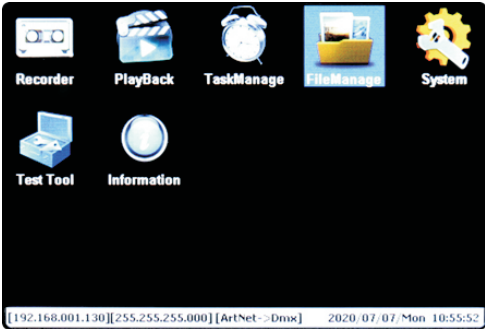 Recorder PlayBack TaskManage FileManage System
Test Tool Information
[192.168.001.130][255.255.255.000][ArtNet->Dmx] 2020/07/07/Mon 10:55:52